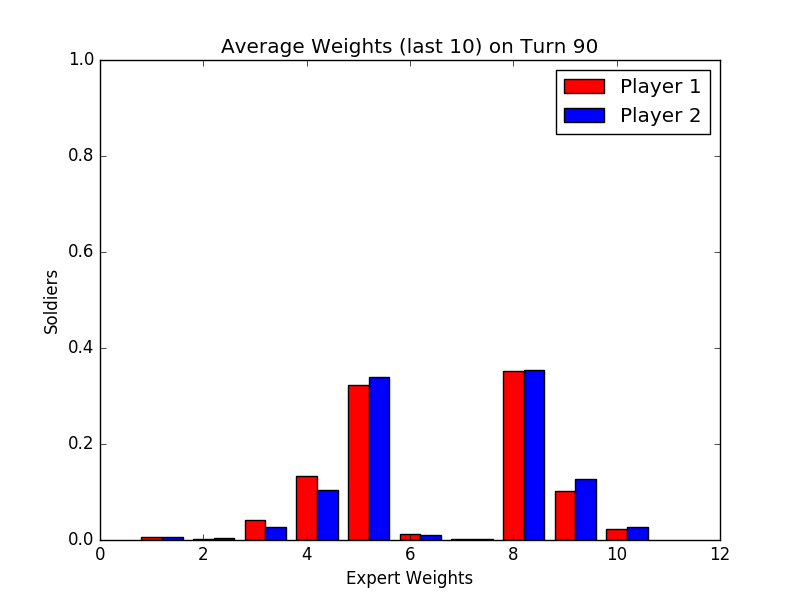 Average Weights (last 10) on Turn 90
Player 1
Player 2
1.0
0.8
0.6
0.4
0.2
0.0
Soldiers
0 2 4 6 8 10 12
Expert Weights